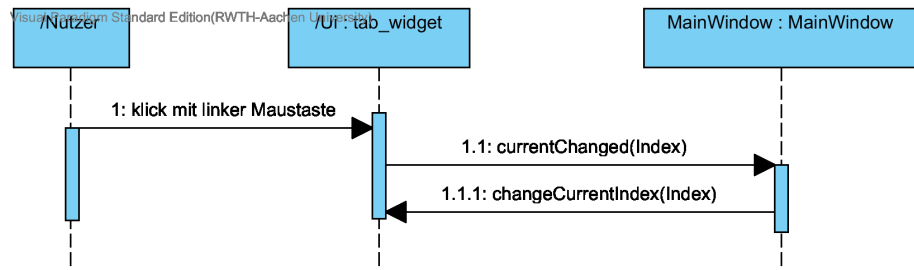 Visual Paradigm Standard Edition(RWTH-Aachen University)
/Nutzer
/UI : tab_widget
MainWindow : MainWindow
1: klick mit linker Maustaste
1.1: currentChanged(Index)
1.1.1: changeCurrentIndex(Index)